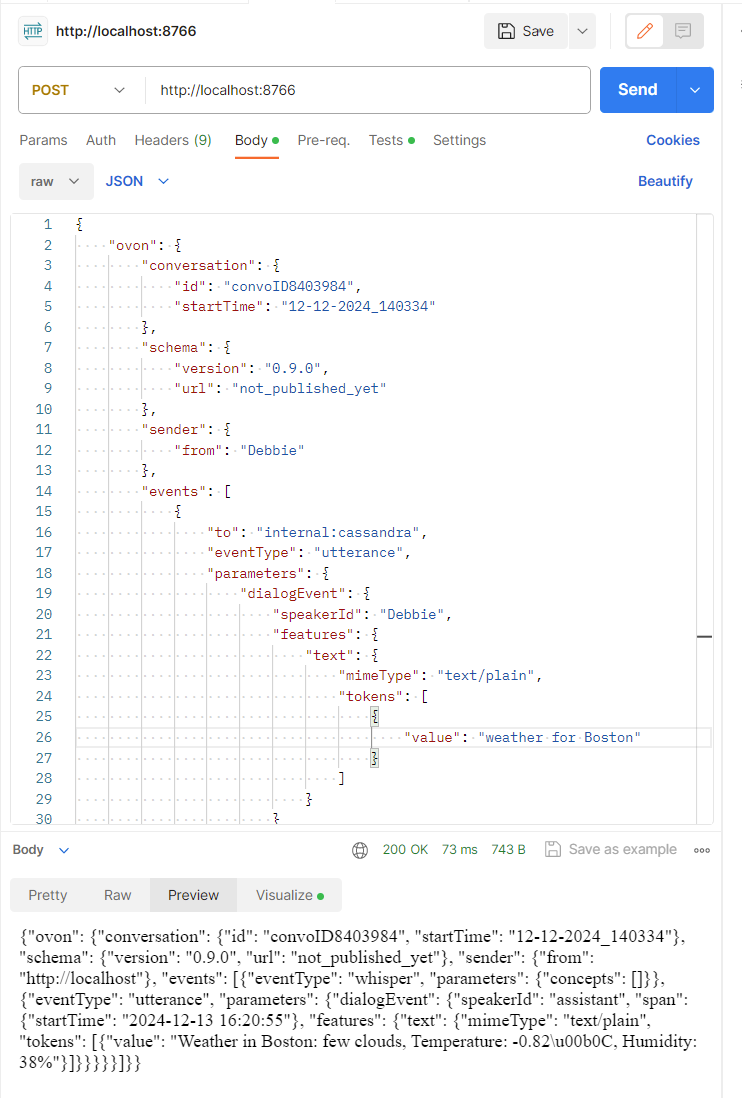 HTTP http://localhost:8766 Save
POST http://localhost:8766 Send
Params Auth Headers (9) Body Pre-req. Tests Settings Cookies
raw JSON Beautify
1 {
2 "ovon": {
3 "conversation": {
4 "id": "convoID8403984",
5 "startTime": "12-12-2024_140334"
6 },
7 "schema": {
8 "version": "0.9.0",
9 "url": "not_published_yet"
10 },
11 "sender": {
12 "from": "Debbie"
13 },
14 "events": [
15 {
16 "to": "internal:cassandra",
17 "eventType": "utterance",
18 "parameters": {
19 "dialogEvent": {
20 "speakerId": "Debbie",
21 "features": {
22 "text": {
23 "mimeType": "text/plain",
24 "tokens": [
25 {
26 "value": "weather for Boston"
27 }
28 ]
29 }
30 }
Body 200 OK 73 ms 743 B Save as example
Pretty Raw Preview Visualize
{"ovon": {"conversation": {"id": "convoID8403984", "startTime": "12-12-2024_140334"},
"schema": {"version": "0.9.0", "url": "not_published_yet"}, "sender": {"from":
"http://localhost"}, "events": [{"eventType": "whisper", "parameters": {"concepts": []}},
{"eventType": "utterance", "parameters": {"dialogEvent": {"speakerId": "assistant", "span":
{"startTime": "2024-12-13 16:20:55"}, "features": {"text": {"mimeType": "text/plain",
"tokens": [{"value": "Weather in Boston: few clouds, Temperature: -0.82\u00b0C, Humidity:
38%"}]}}}}}]}}